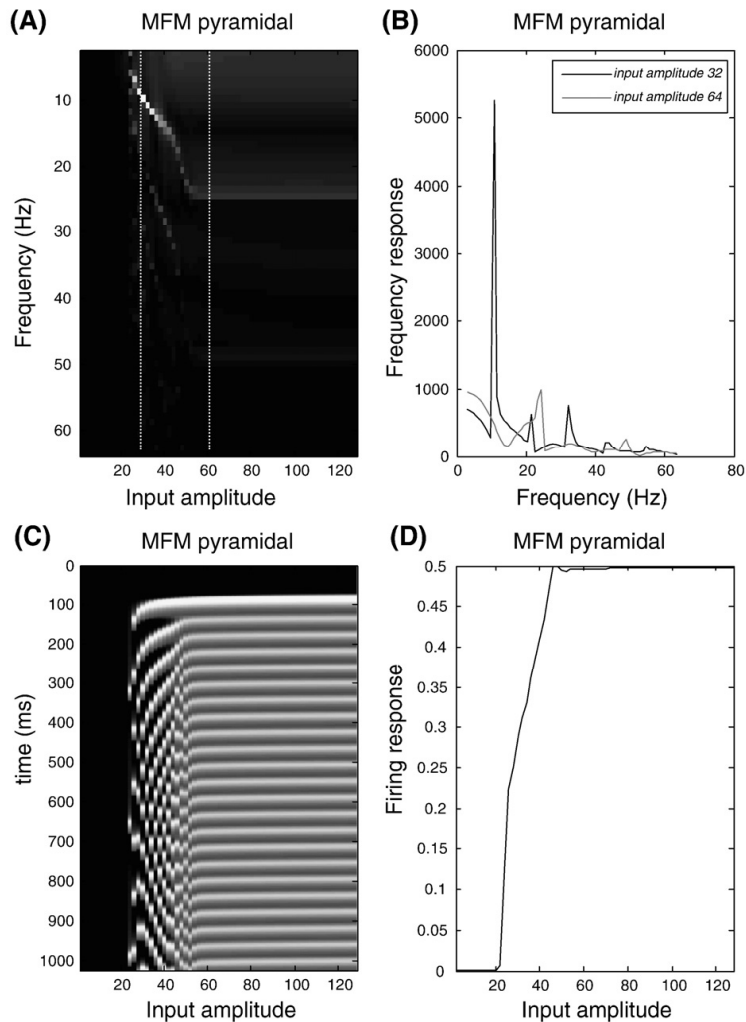 (A) MFM pyramidal
Frequency (Hz)
10
20
30
40
50
60
20 40 60 80 100 120
Input amplitude
(B) MFM pyramidal
Frequency response
6000
5000
4000
3000
2000
1000
0
input amplitude 32
input amplitude 64
0 20 40 60 80
Frequency (Hz)
(C) MFM pyramidal
time (ms)
0
100
200
300
400
500
600
700
800
900
1000
20 40 60 80 100 120
Input amplitude
(D) MFM pyramidal
Firing response
0.5
0.45
0.4
0.35
0.3
0.25
0.2
0.15
0.1
0.05
0
20 40 60 80 100 120
Input amplitude